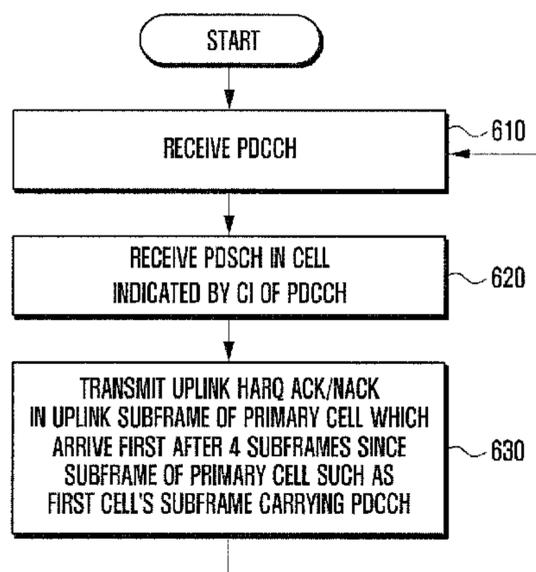 START
RECEIVE PDCCH
610
RECEIVE PDSCH IN CELL
INDICATED BY CI OF PDCCH
620
TRANSMIT UPLINK HARQ ACK/NACK
IN UPLINK SUBFRAME OF PRIMARY CELL WHICH
ARRIVE FIRST AFTER 4 SUBFRAMES SINCE
SUBFRAME OF PRIMARY CELL SUCH AS
FIRST CELL'S SUBFRAME CARRYING PDCCH
630